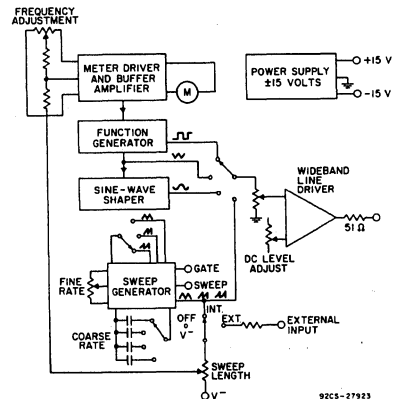 FREQUENCY
ADJUSTMENT
METER DRIVER
AND BUFFER
AMPLIFIER
M
POWER SUPPLY
±15 VOLTS
+15 V
-15 V
FUNCTION
GENERATOR
SINE-WAVE
SHAPER
WIDEBAND
LINE
DRIVER
51 Ω
DC LEVEL
ADJUST
FINE
RATE
SWEEP
GENERATOR
GATE
SWEEP
COARSE
RATE
OFF
V-
INT.
EXT.
EXTERNAL
INPUT
SWEEP
LENGTH
V-
92CS-27923